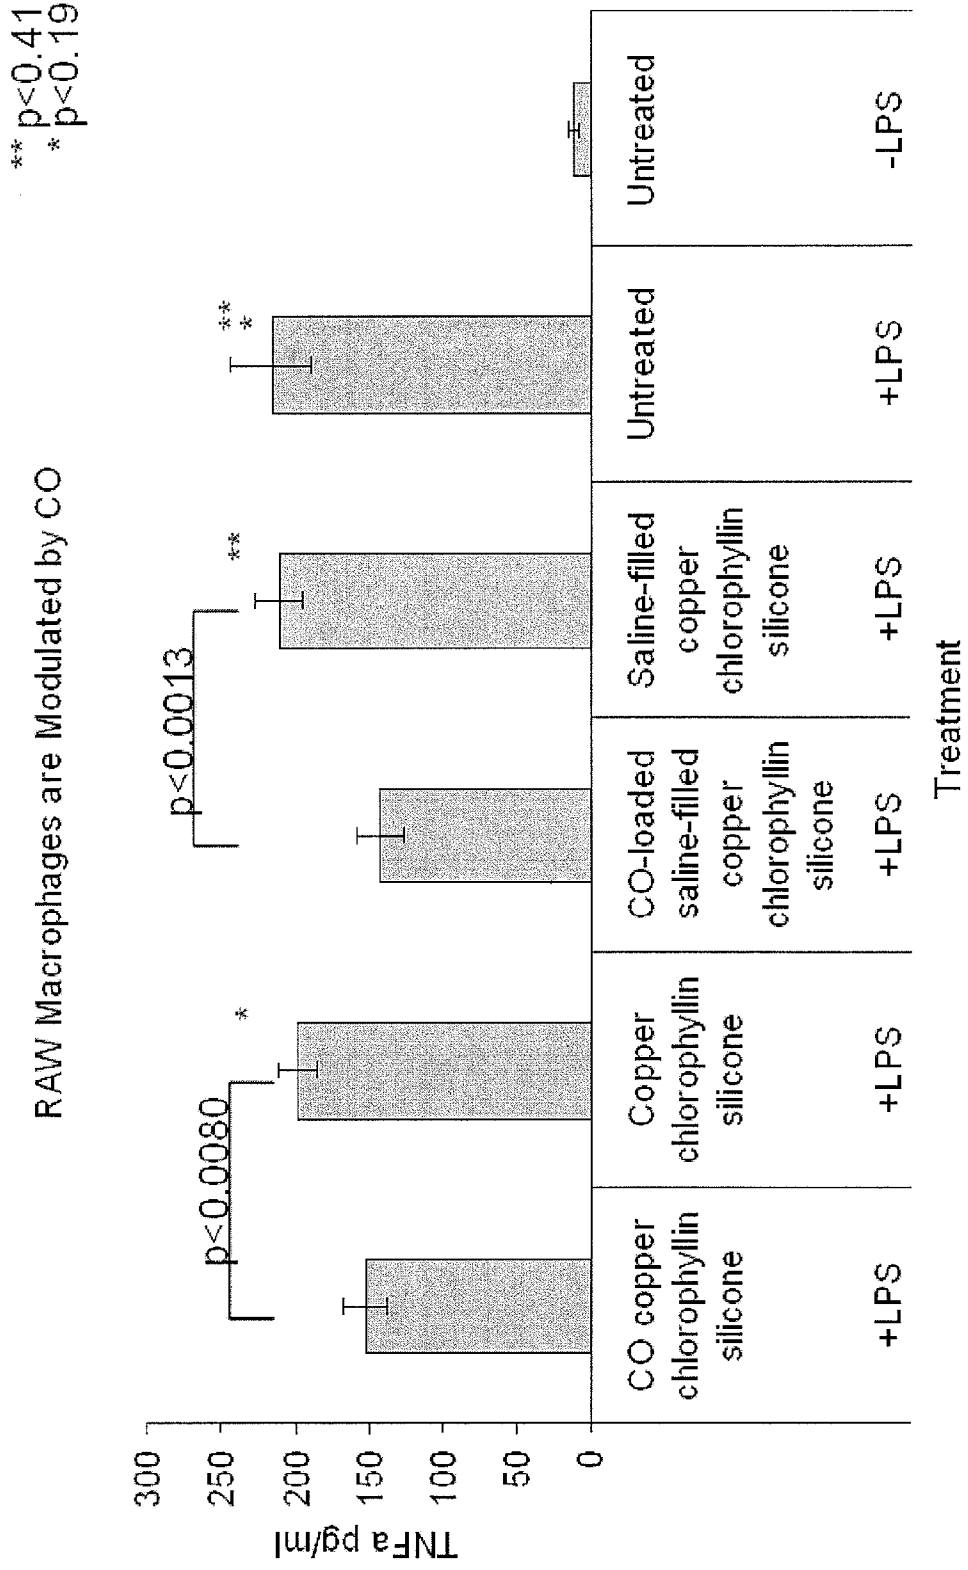 RAW Macrophages are Modulated by CO
** p<0.41
* p<0.19
p<0.0080
p<0.0013
*
**
**
*
TNFa pg/ml
300
250
200
150
100
50
0
CO copper
chlorophyllin
silicone
+LPS
Copper
chlorophyllin
silicone
+LPS
CO-loaded
saline-filled
copper
chlorophyllin
silicone
+LPS
Saline-filled
copper
chlorophyllin
silicone
+LPS
Untreated
+LPS
Untreated
-LPS
Treatment